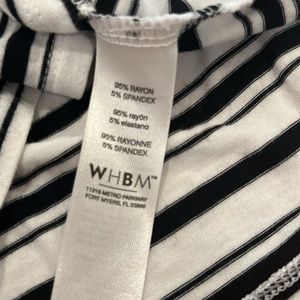 95% RAYON
5% SPANDEX
95% rayón
5% elastano
95% RAYONNE
5% SPANDEX
WHBM™
11215 METRO PARKWAY
FORT MYERS, FL 33966